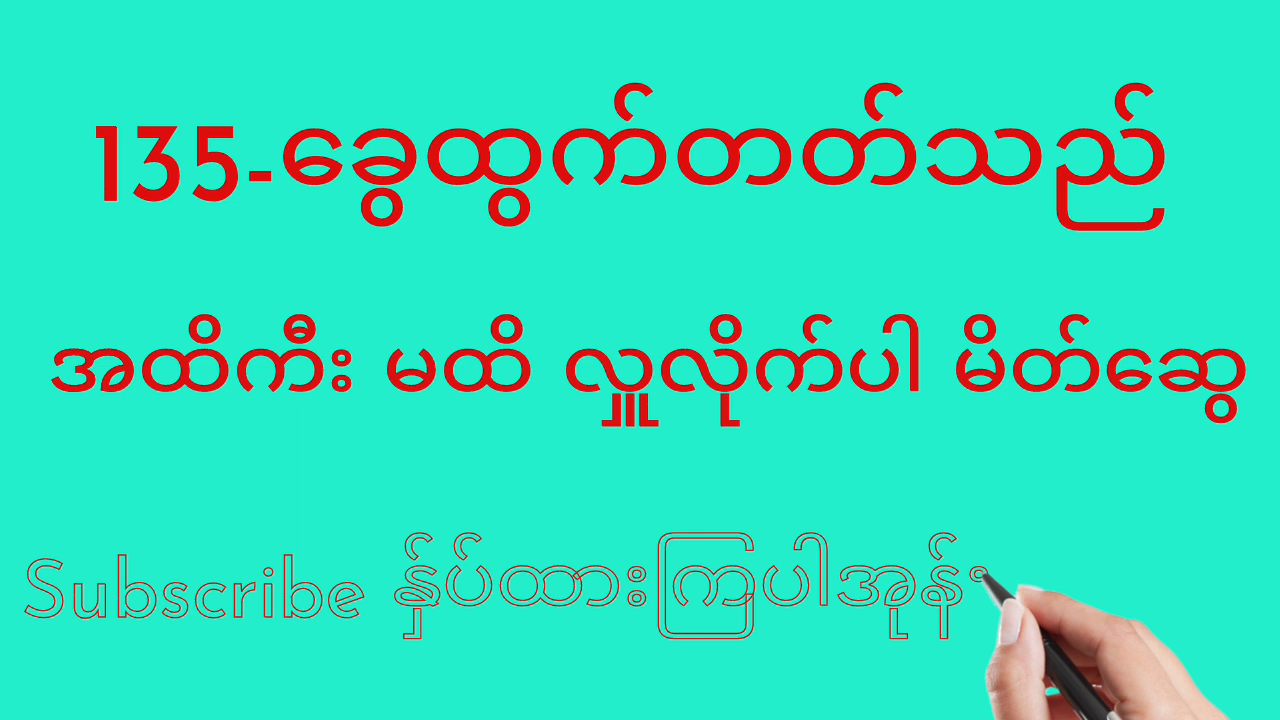 135-ခွေထွက်တတ်သည်
အထိကီး မထိ လှူလိုက်ပါ မိတ်ဆွေ
Subscribe နှ်ပ်ထားကြပါအုန်း